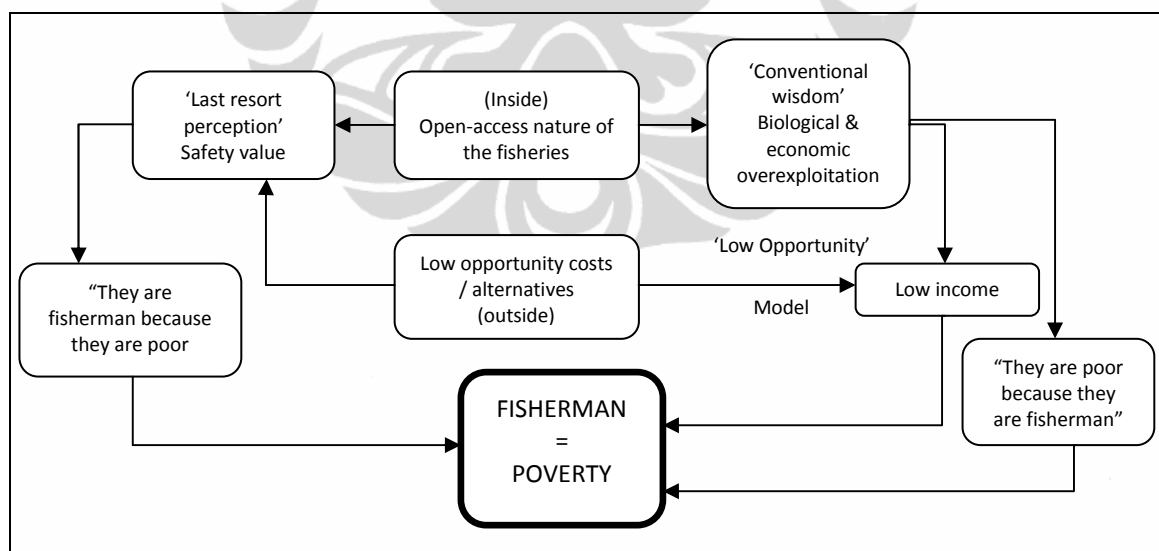 ‘Last resort
perception’
Safety value
(Inside)
Open-access nature of
the fisheries
‘Conventional
wisdom’
Biological &
economic
overexploitation
“They are
fisherman because
they are poor
Low opportunity costs
/ alternatives
(outside)
‘Low Opportunity’
Model
Low income
“They are poor
because they
are fisherman”
FISHERMAN
=
POVERTY